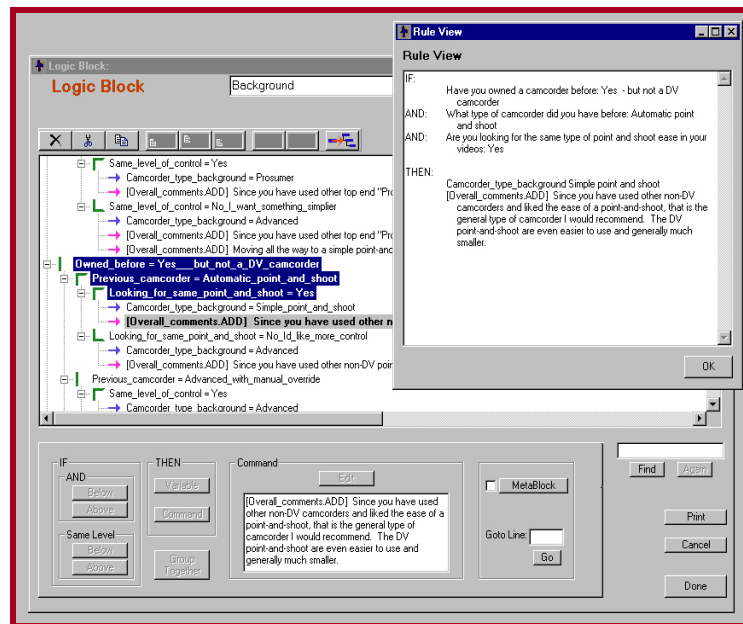 Logic Block:
Logic Block
Background
Same_level_of_control = Yes
Camcorder_type_background = Prosumer
[Overall_comments.ADD] Since you have used other top end "Pro
Same_level_of_control = No_I_want_something_simplier
Camcorder_type_background = Advanced
[Overall_comments.ADD] Since you have used other top end "Pro
[Overall_comments.ADD] Moving all the way to a simple point-and
Owned_before = Yes___but_not_a_DV_camcorder
Previous_camcorder = Automatic_point_and_shoot
Looking_for_same_point_and_shoot = Yes
Camcorder_type_background = Simple_point_and_shoot
[Overall_comments.ADD] Since you have used other n
Looking_for_same_point_and_shoot = No_Id_like_more_control
Camcorder_type_background = Advanced
[Overall_comments.ADD] Since you have used other non-DV poin
Previous_camcorder = Advanced_with_manual_override
Same_level_of_control = Yes
Camcorder_type_background = Advanced
Rule View
Rule View
IF:
Have you owned a camcorder before: Yes - but not a DV
camcorder
AND: What type of camcorder did you have before: Automatic point
and shoot
AND: Are you looking for the same type of point and shoot ease in your
videos: Yes
THEN:
Camcorder_type_background Simple point and shoot
[Overall_comments.ADD] Since you have used other non-DV
camcorders and liked the ease of a point-and-shoot, that is the
general type of camcorder I would recommend. The DV
point-and-shoot are even easier to use and generally much
smaller.
OK
IF
AND
Below
Above
Same Level
Below
Above
THEN
Variable
Command
Group
Together
Command
Edit
[Overall_comments.ADD] Since you have used
other non-DV camcorders and liked the ease of a
point-and-shoot, that is the general type of
camcorder I would recommend. The DV
point-and-shoot are even easier to use and
generally much smaller.
MetaBlock
Goto Line:
Go
Find
Again
Print
Cancel
Done